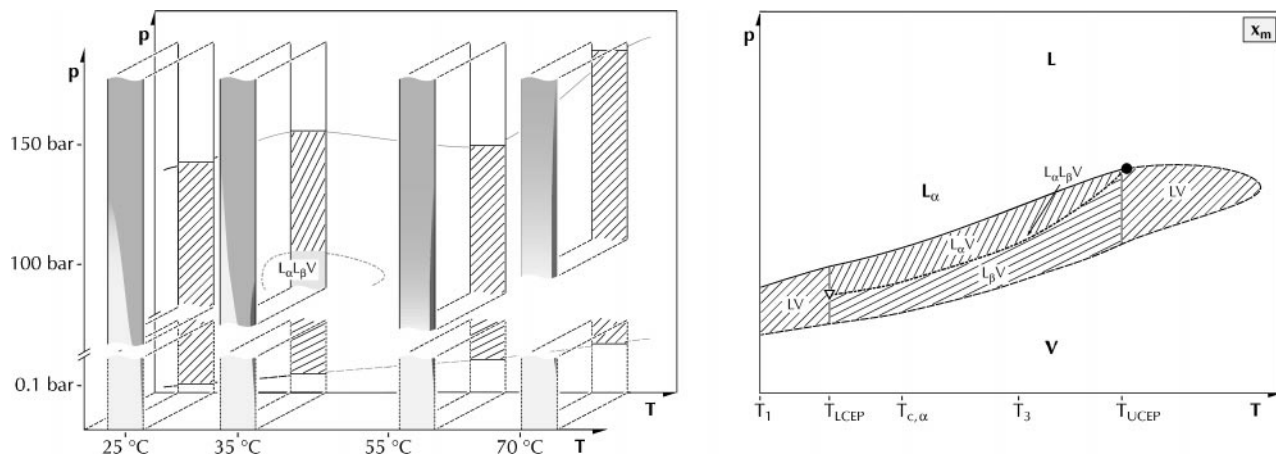 p
p
150 bar
100 bar
0.1 bar
LαLβV
T
25 °C
35 °C
55 °C
70 °C
T
p
xm
L
LαLβV
Lα
LV
LαV
LβV
LV
V
T1
TLCEP
Tc,α
T3
TUCEP
T